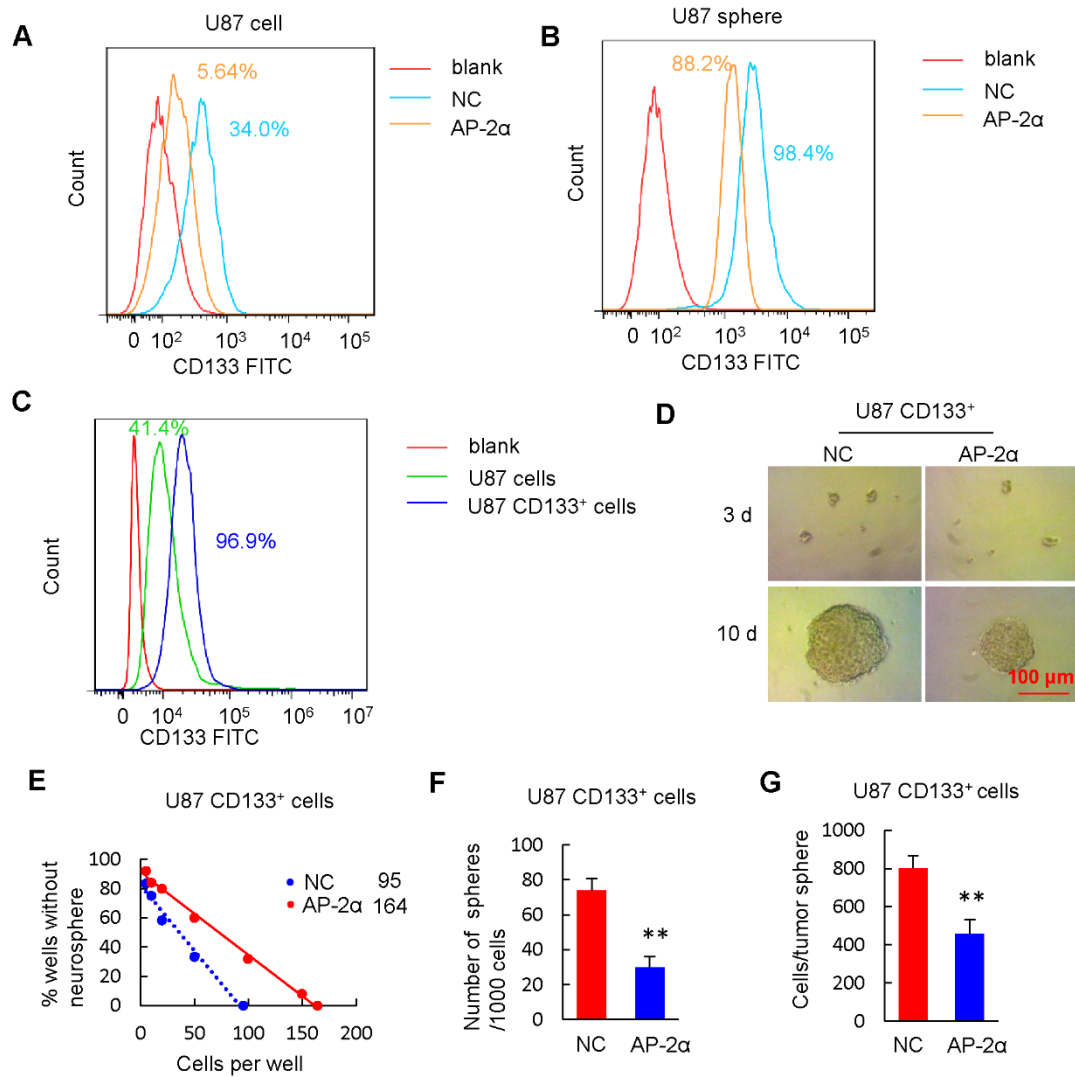 A
U87 cell
5.64%
34.0%
Count
0 10² 10³ 10⁴ 10⁵
CD133 FITC
blank
NC
AP-2α
B
U87 sphere
88.2%
98.4%
Count
0 10² 10³ 10⁴ 10⁵
CD133 FITC
blank
NC
AP-2α
C
41.4%
96.9%
Count
0 10⁴ 10⁵ 10⁶ 10⁷
CD133 FITC
blank
U87 cells
U87 CD133⁺ cells
D
U87 CD133⁺
NC AP-2α
3 d
10 d
100 µm
E
U87 CD133⁺ cells
% wells without
neurosphere
100
80
60
40
20
0
0 50 100 150 200
Cells per well
NC 95
AP-2α 164
F
U87 CD133⁺ cells
Number of spheres
/1000 cells
100
80
60
40
20
0
**
NC AP-2α
G
U87 CD133⁺ cells
Cells/tumor sphere
1000
800
600
400
200
0
**
NC AP-2α